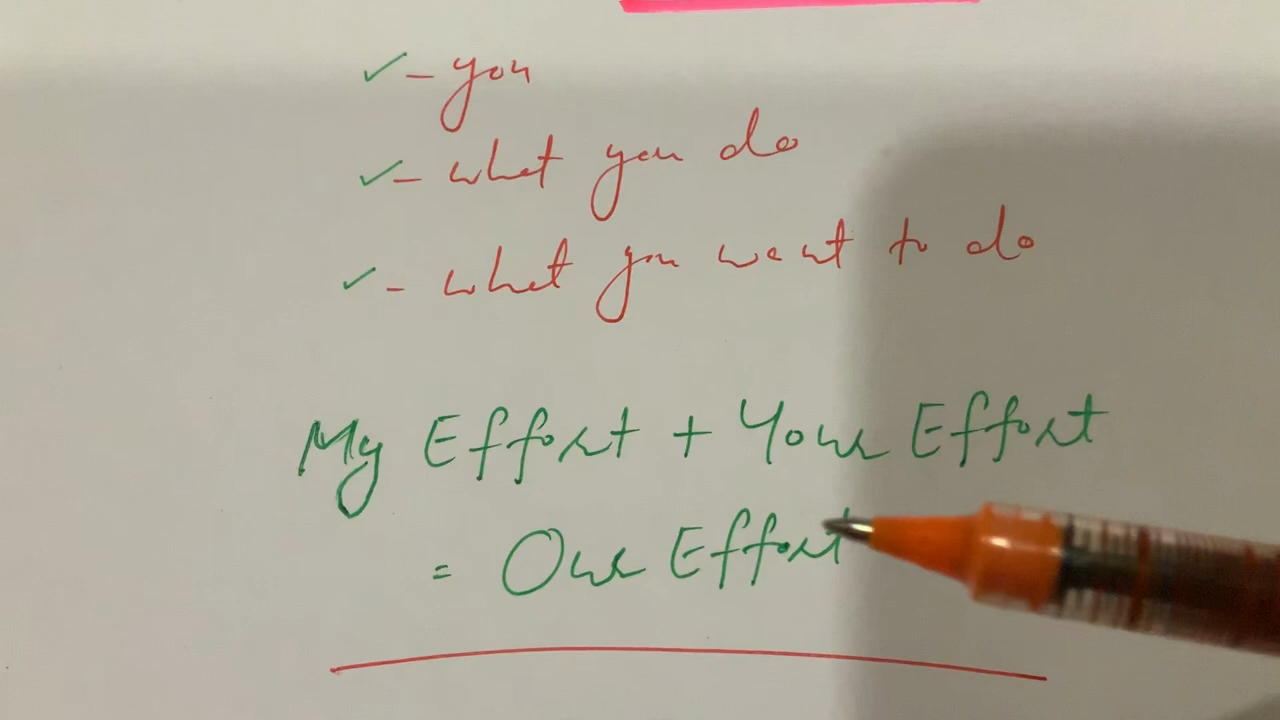 ✓ - you
✓ - what you do
✓ - what you want to do
My Effort + Your Effort
= Our Effort